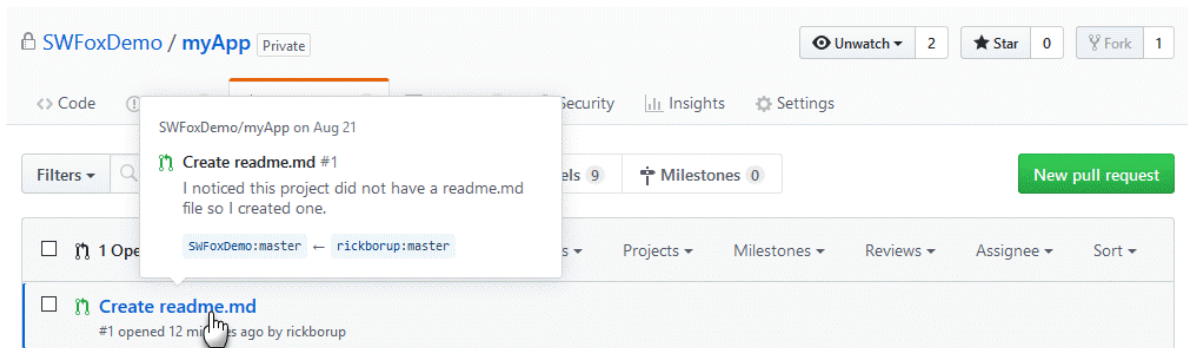 SWFoxDemo / myApp Private
Unwatch 2 Star 0 Fork 1
<> Code Security Insights Settings
SWFoxDemo/myApp on Aug 21
Create readme.md #1
I noticed this project did not have a readme.md
file so I created one.
SWFoxDemo:master ← rickborup:master
Filters 9 Milestones 0 New pull request
1 Projects Milestones Reviews Assignee Sort
Create readme.md
#1 opened 12 ago by rickborup